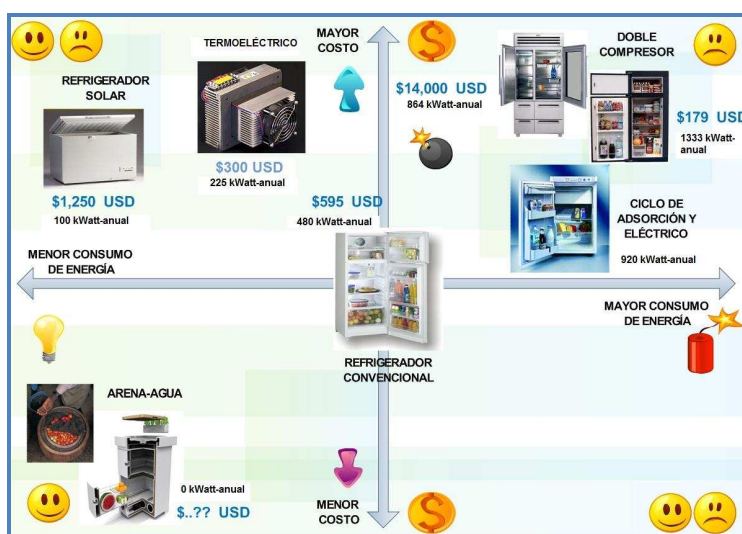 MAYOR
COSTO
TERMOELÉCTRICO
DOBLE
COMPRESOR
REFRIGERADOR
SOLAR
$14,000 USD
864 kWatt-anual
$179 USD
1333 kWatt-
anual
$300 USD
225 kWatt-anual
$1,250 USD
100 kWatt-anual
$595 USD
480 kWatt-anual
CICLO DE
ADSORCIÓN Y
ELÉCTRICO
920 kWatt-anual
MENOR CONSUMO
DE ENERGÍA
MAYOR CONSUMO
DE ENERGÍA
REFRIGERADOR
CONVENCIONAL
ARENA-AGUA
0 kWatt-anual
$..?? USD
MENOR
COSTO